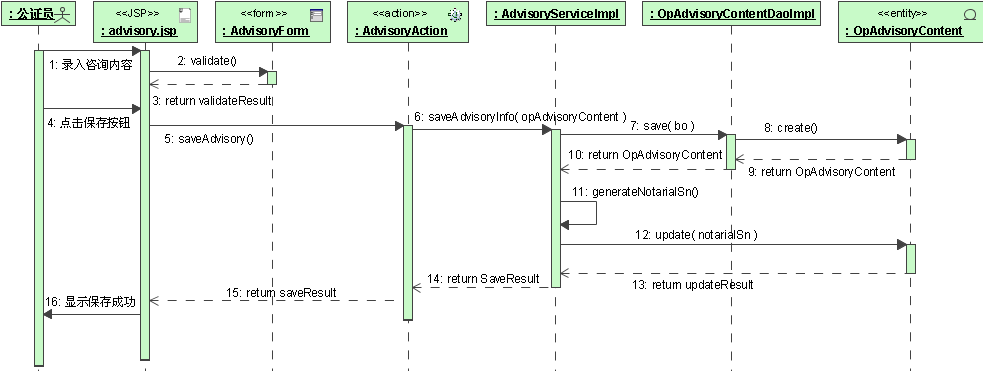 : 公证员
<<JSP>>
: advisory.jsp
<<form>>
: AdvisoryForm
<<action>>
: AdvisoryAction
: AdvisoryServiceImpl
: OpAdvisoryContentDaoImpl
<<entity>>
: OpAdvisoryContent
1: 录入咨询内容
2: validate()
3: return validateResult
4: 点击保存按钮
5: saveAdvisory()
6: saveAdvisoryInfo( opAdvisoryContent )
7: save( bo )
8: create()
9: return OpAdvisoryContent
10: return OpAdvisoryContent
11: generateNotarialSn()
12: update( notarialSn )
13: return updateResult
14: return SaveResult
15: return saveResult
16: 显示保存成功